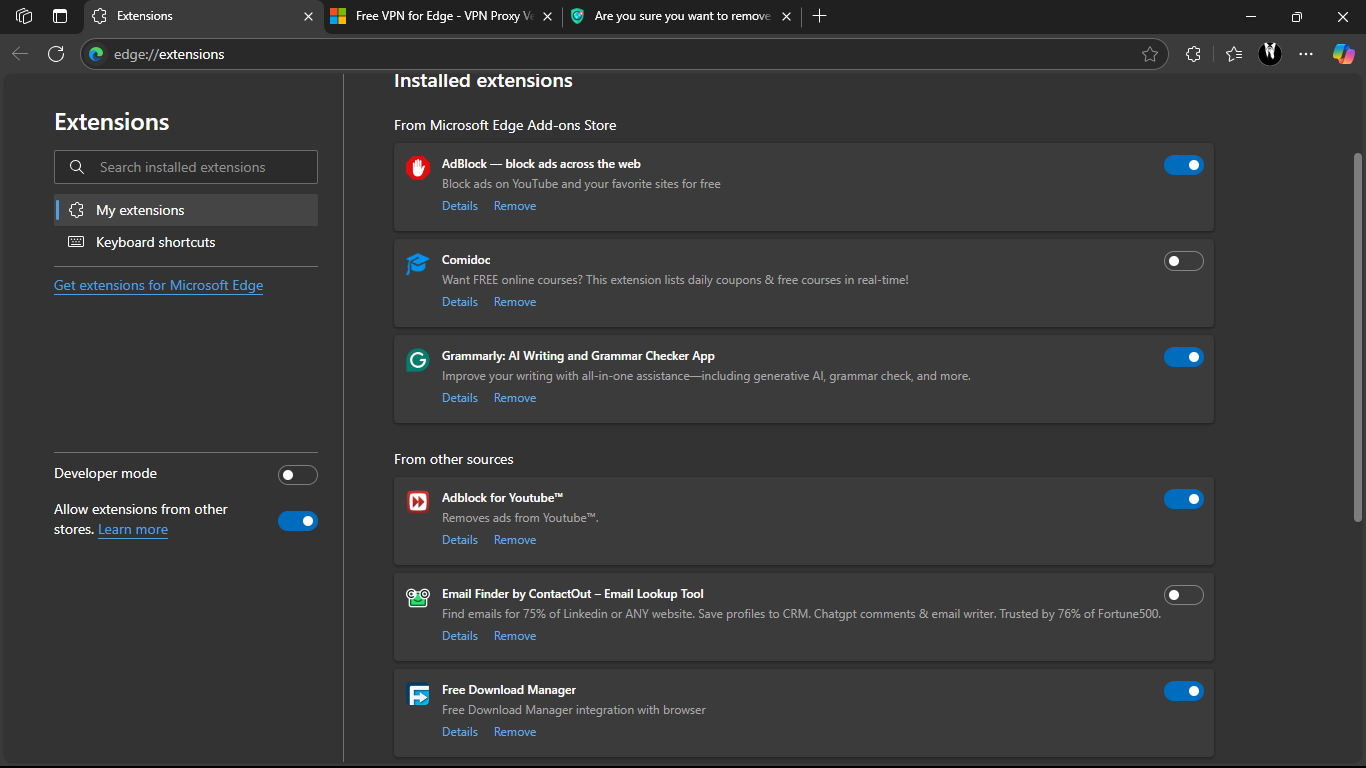 Extensions
Free VPN for Edge - VPN Proxy Ve
Are you sure you want to remove
edge://extensions
Extensions
Search installed extensions
My extensions
Keyboard shortcuts
Get extensions for Microsoft Edge
Developer mode
Allow extensions from other
stores. Learn more
Installed extensions
From Microsoft Edge Add-ons Store
AdBlock — block ads across the web
Block ads on YouTube and your favorite sites for free
Details Remove
Comidoc
Want FREE online courses? This extension lists daily coupons & free courses in real-time!
Details Remove
Grammarly: AI Writing and Grammar Checker App
Improve your writing with all-in-one assistance—including generative AI, grammar check, and more.
Details Remove
From other sources
Adblock for Youtube™
Removes ads from Youtube™.
Details Remove
Email Finder by ContactOut – Email Lookup Tool
Find emails for 75% of Linkedin or ANY website. Save profiles to CRM. Chatgpt comments & email writer. Trusted by 76% of Fortune500.
Details Remove
Free Download Manager
Free Download Manager integration with browser
Details Remove